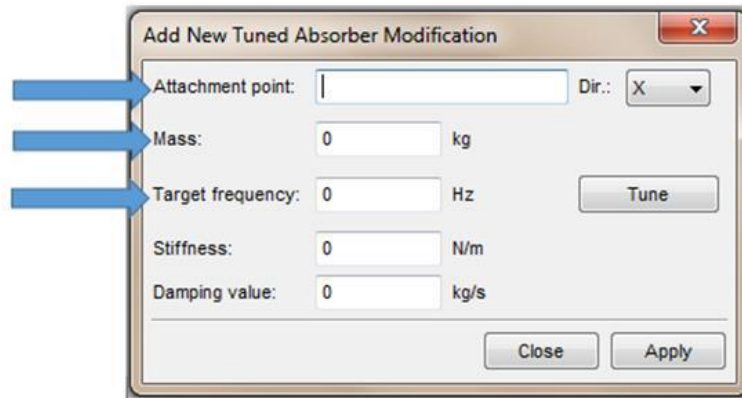 Add New Tuned Absorber Modification
Attachment point: Dir.: X
Mass: 0 kg
Target frequency: 0 Hz Tune
Stiffness: 0 N/m
Damping value: 0 kg/s
Close Apply